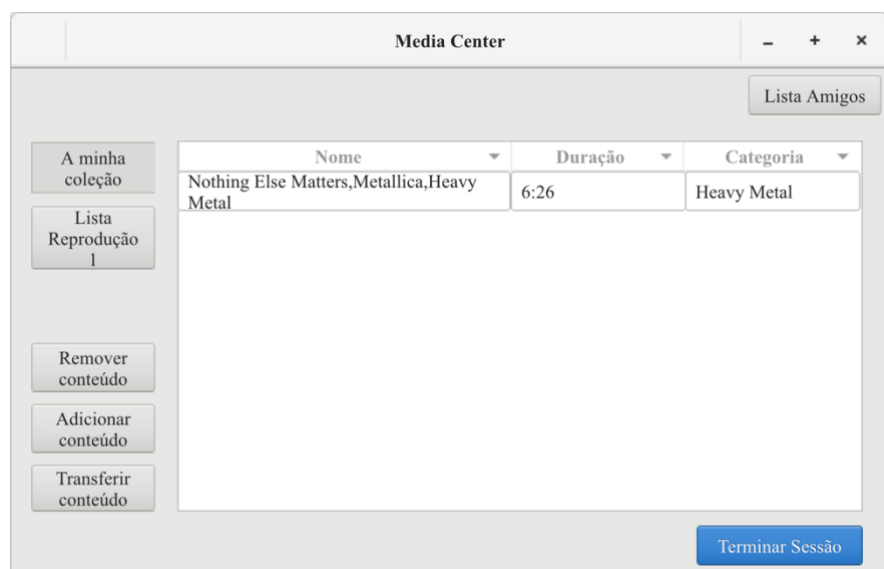 Media Center
Lista Amigos
A minha
coleção
Lista
Reprodução
1
Remover
conteúdo
Adicionar
conteúdo
Transferir
conteúdo
Nome Duração Categoria
Nothing Else Matters,Metallica,Heavy
Metal
6:26
Heavy Metal
Terminar Sessão